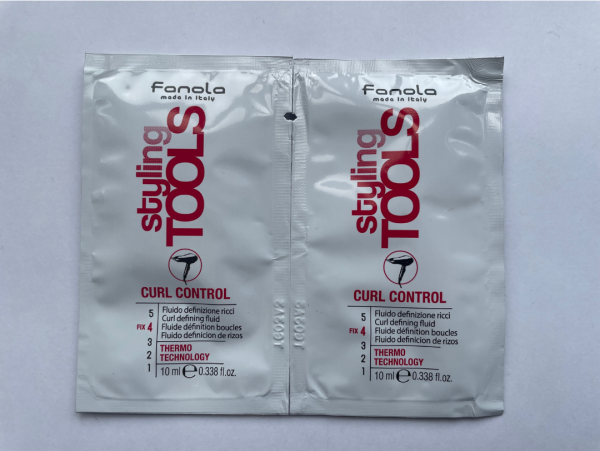 fanola
made in italy
styling
TOOLS
CURL CONTROL
5
Fluido definizione ricci
Curl defining fluid
FIX 4
Fluide définition boucles
Fluido definicion de rizos
3
THERMO
2
TECHNOLOGY
1
10 ml ℮ 0.338 fl.oz.
fanola
made in italy
styling
TOOLS
CURL CONTROL
5
Fluido definizione ricci
Curl defining fluid
FIX 4
Fluide définition boucles
Fluido definicion de rizos
3
THERMO
2
TECHNOLOGY
1
10 ml ℮ 0.338 fl.oz.